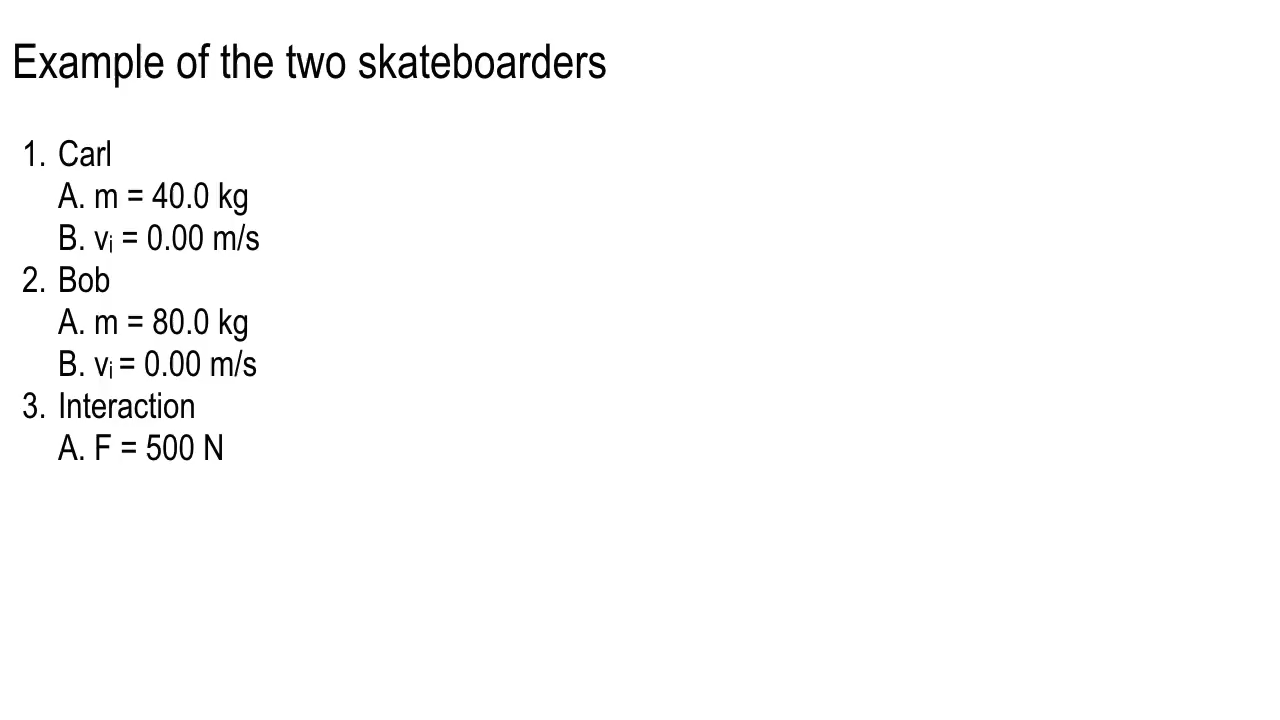 Example of the two skateboarders
1. Carl
A. m = 40.0 kg
B. vᵢ = 0.00 m/s
2. Bob
A. m = 80.0 kg
B. vᵢ = 0.00 m/s
3. Interaction
A. F = 500 N